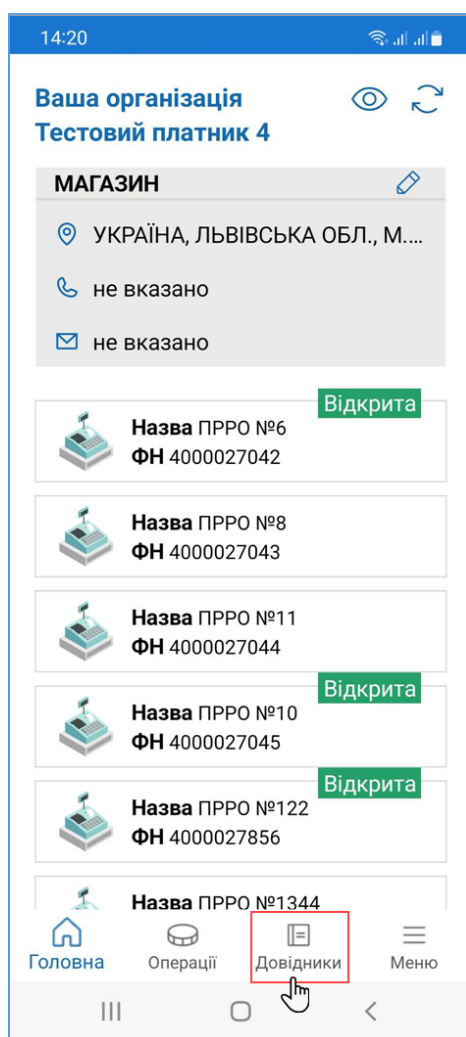 14:20
Ваша організація
Тестовий платник 4
МАГАЗИН
УКРАЇНА, ЛЬВІВСЬКА ОБЛ., М....
не вказано
не вказано
Відкрита
Назва ПРРО №6
ФН 4000027042
Назва ПРРО №8
ФН 4000027043
Назва ПРРО №11
ФН 4000027044
Відкрита
Назва ПРРО №10
ФН 4000027045
Відкрита
Назва ПРРО №122
ФН 4000027856
Назва ПРРО №1344
Головна Операції Довідники Меню